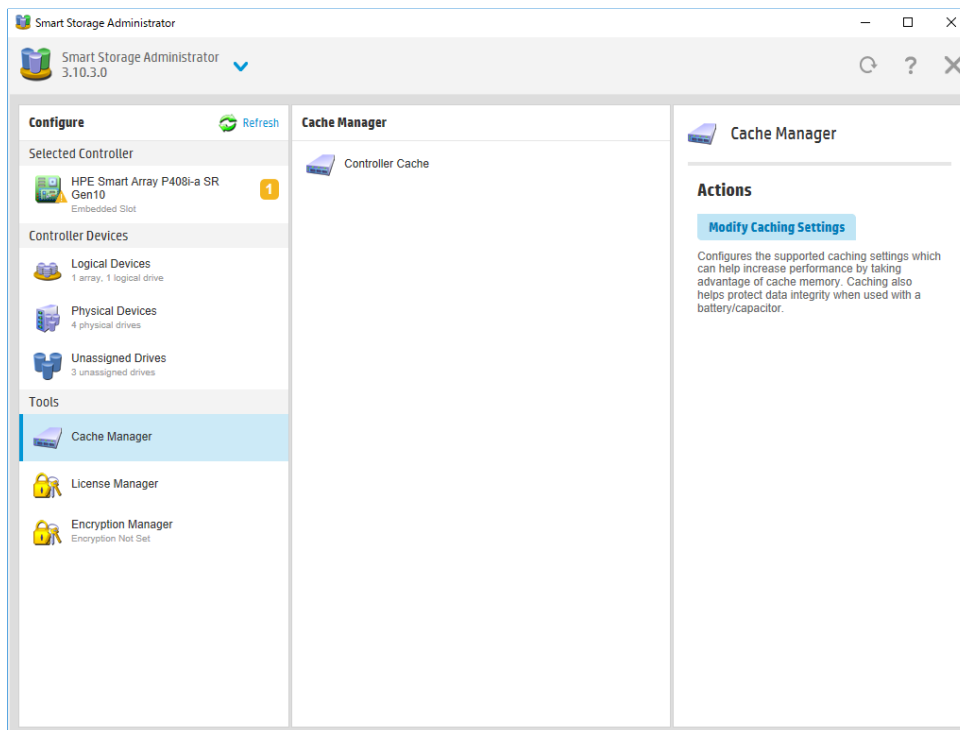 Smart Storage Administrator
Smart Storage Administrator
3.10.3.0
?
Configure
Refresh
Selected Controller
HPE Smart Array P408i-a SR
Gen10
Embedded Slot
1
Controller Devices
Logical Devices
1 array, 1 logical drive
Physical Devices
4 physical drives
Unassigned Drives
3 unassigned drives
Tools
Cache Manager
License Manager
Encryption Manager
Encryption Not Set
Cache Manager
Controller Cache
Cache Manager
Actions
Modify Caching Settings
Configures the supported caching settings which
can help increase performance by taking
advantage of cache memory. Caching also
helps protect data integrity when used with a
battery/capacitor.